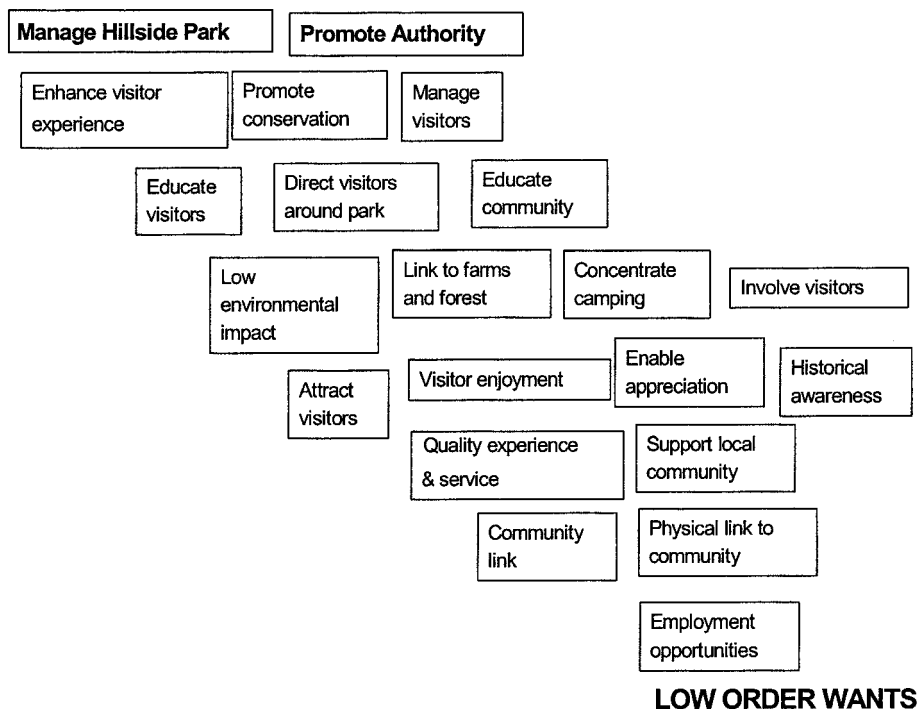 Manage Hillside Park
Promote Authority
Enhance visitor
experience
Promote
conservation
Manage
visitors
Educate
visitors
Direct visitors
around park
Educate
community
Low
environmental
impact
Link to farms
and forest
Concentrate
camping
Involve visitors
Attract
visitors
Visitor enjoyment
Enable
appreciation
Historical
awareness
Quality experience
& service
Support local
community
Community
link
Physical link to
community
Employment
opportunities
LOW ORDER WANTS